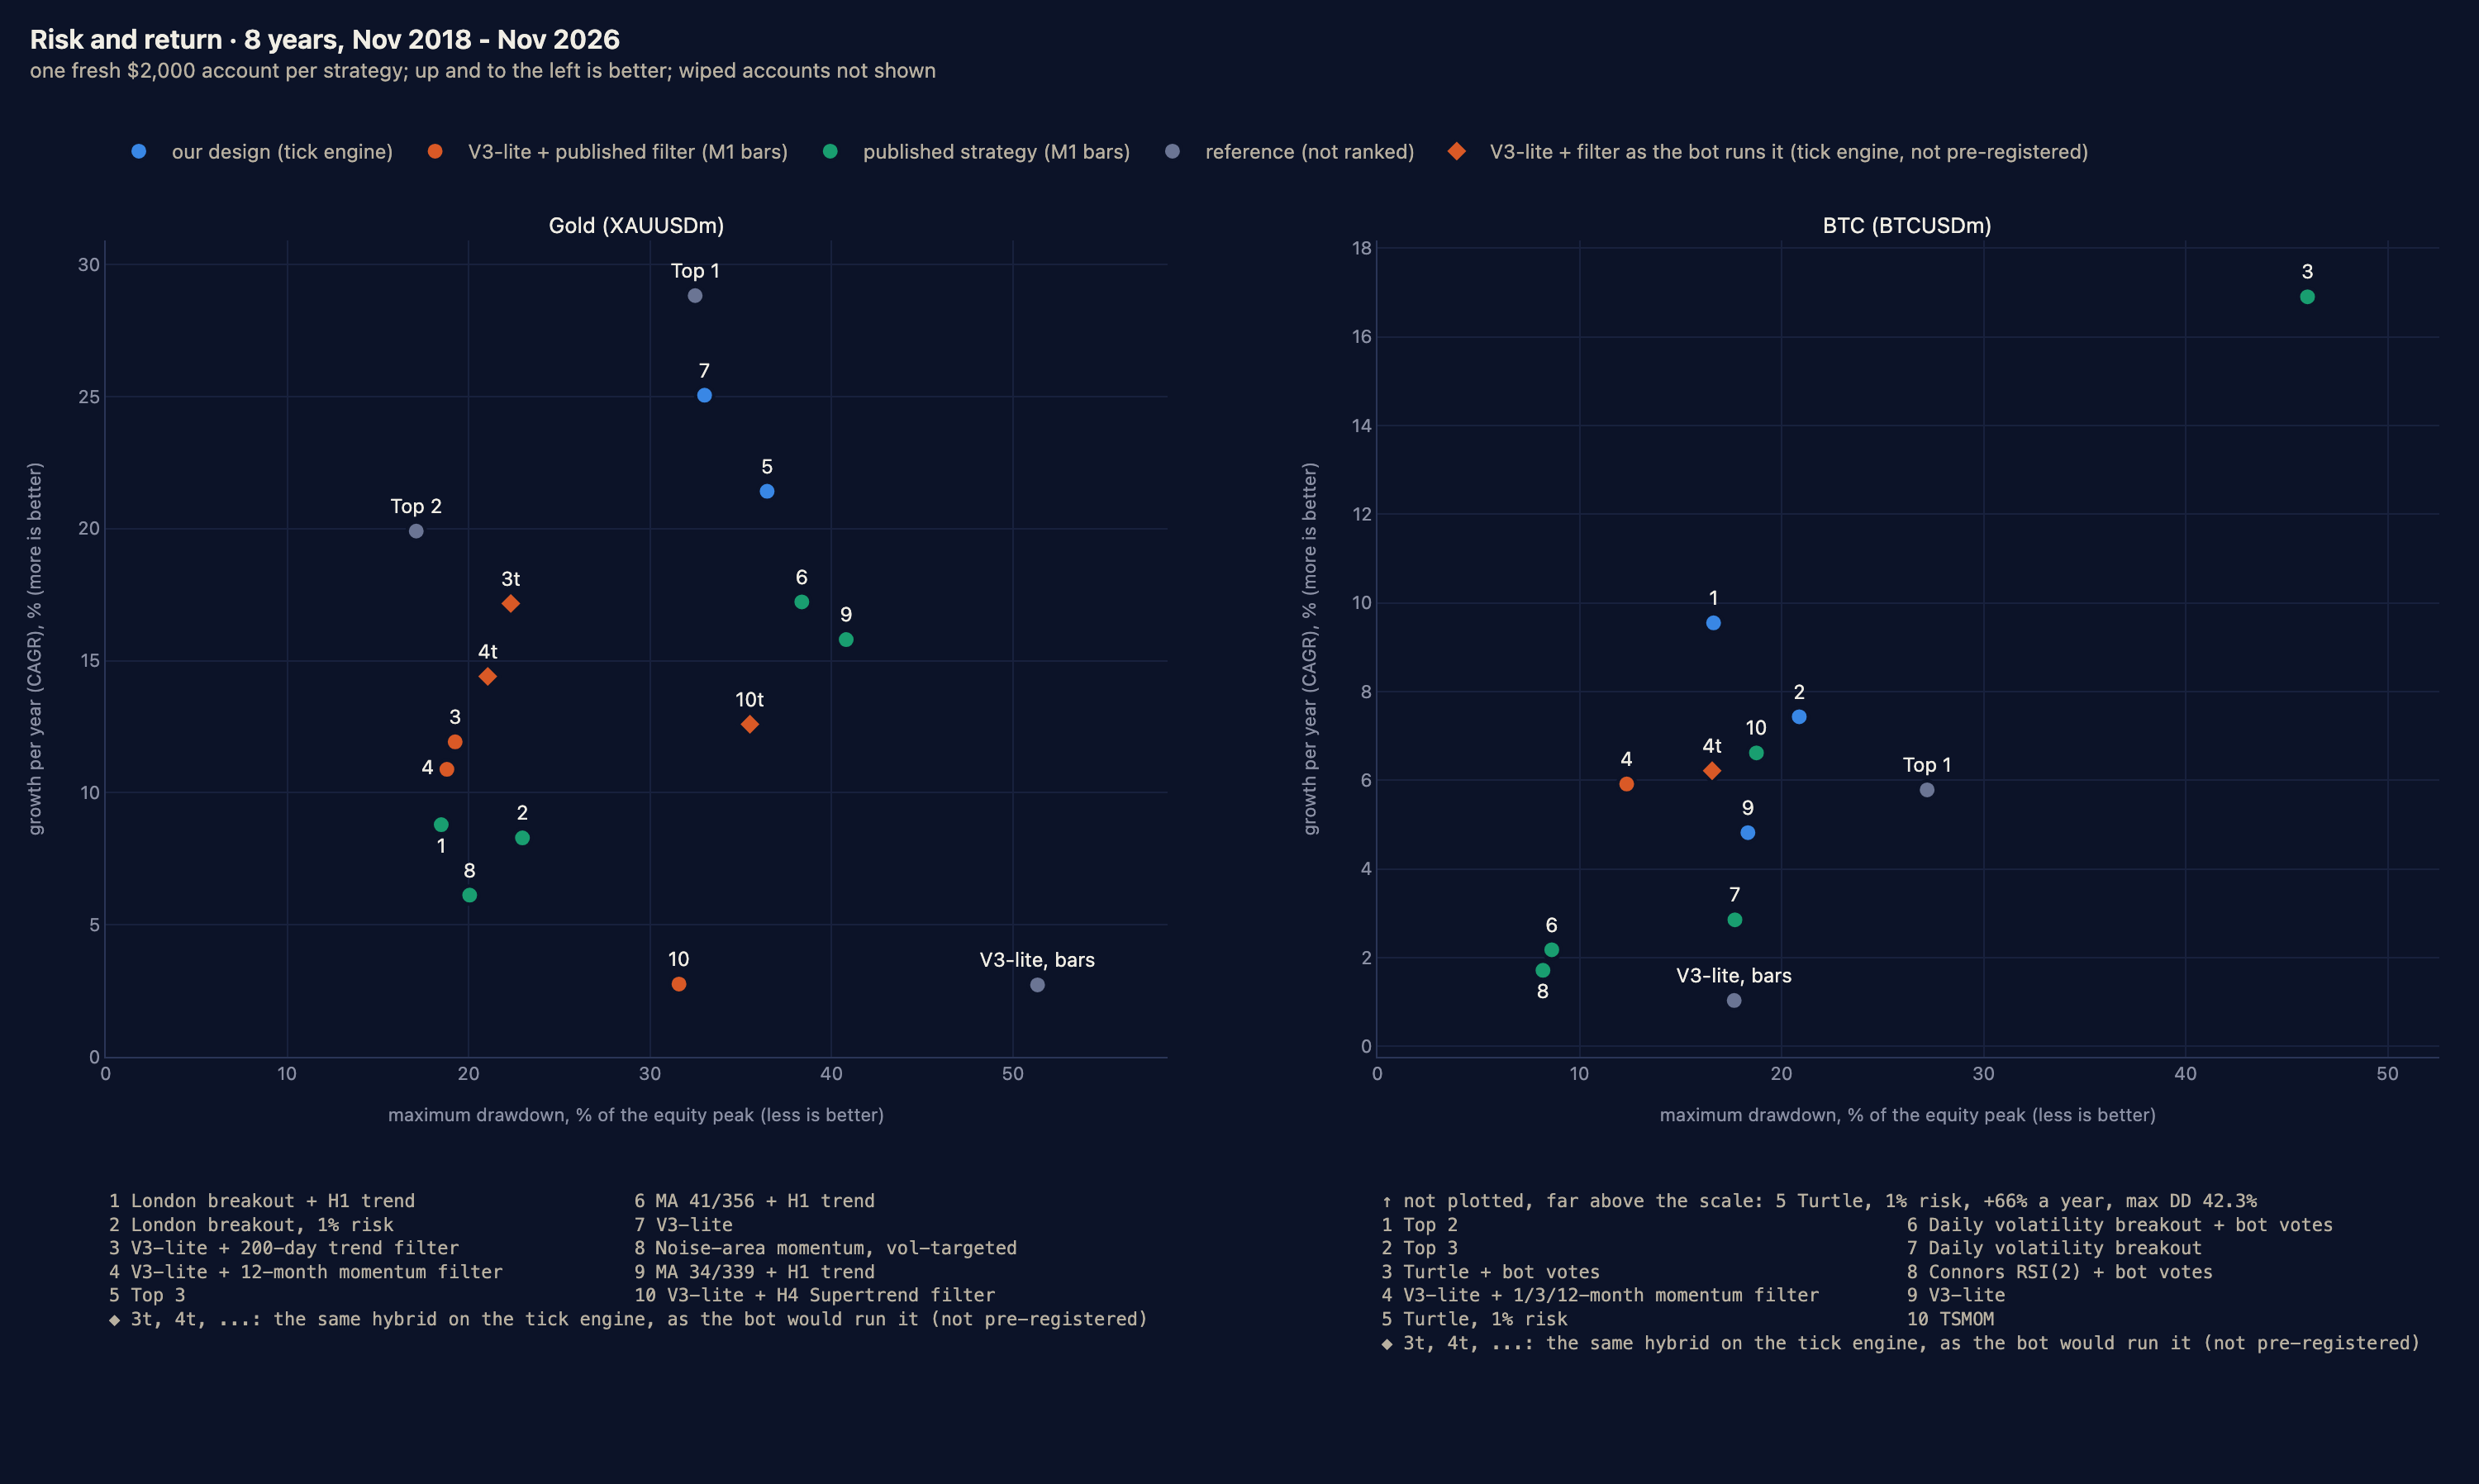 Risk and return · 8 years, Nov 2018 - Nov 2026
one fresh $2,000 account per strategy; up and to the left is better; wiped accounts not shown
our design (tick engine) V3-lite + published filter (M1 bars) published strategy (M1 bars) reference (not ranked) V3-lite + filter as the bot runs it (tick engine, not pre-registered)
Gold (XAUUSDm)
30
25
20
15
10
5
0
growth per year (CAGR), % (more is better)
Top 1
7
5
Top 2
3t
6
9
4t
10t
3
4
2
1
8
10
V3-lite, bars
0 10 20 30 40 50
maximum drawdown, % of the equity peak (less is better)
1 London breakout + H1 trend
2 London breakout, 1% risk
3 V3-lite + 200-day trend filter
4 V3-lite + 12-month momentum filter
5 Top 3
6 MA 41/356 + H1 trend
7 V3-lite
8 Noise-area momentum, vol-targeted
9 MA 34/339 + H1 trend
10 V3-lite + H4 Supertrend filter
◆ 3t, 4t, ...: the same hybrid on the tick engine, as the bot would run it (not pre-registered)
BTC (BTCUSDm)
18
16
14
12
10
8
6
4
2
0
growth per year (CAGR), % (more is better)
3
1
2
10
4t
4
Top 1
9
7
6
8
V3-lite, bars
0 10 20 30 40 50
maximum drawdown, % of the equity peak (less is better)
↑ not plotted, far above the scale: 5 Turtle, 1% risk, +66% a year, max DD 42.3%
1 Top 2
2 Top 3
3 Turtle + bot votes
4 V3-lite + 1/3/12-month momentum filter
5 Turtle, 1% risk
6 Daily volatility breakout + bot votes
7 Daily volatility breakout
8 Connors RSI(2) + bot votes
9 V3-lite
10 TSMOM
◆ 3t, 4t, ...: the same hybrid on the tick engine, as the bot would run it (not pre-registered)